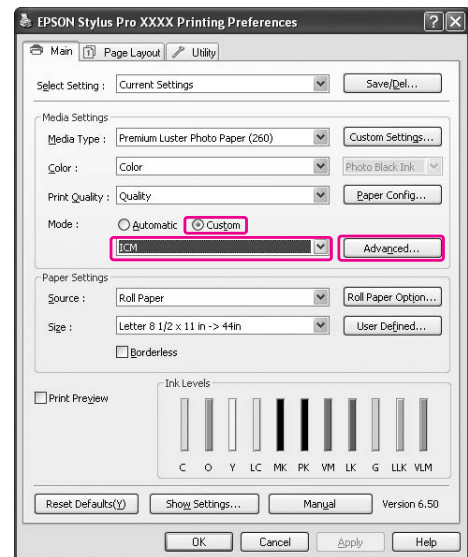 EPSON Stylus Pro XXXX Printing Preferences
Main Page Layout Utility
Select Setting : Current Settings Save/Del...
Media Settings
Media Type : Premium Luster Photo Paper (260) Custom Settings...
Color : Color Photo Black Ink
Print Quality : Quality Paper Config...
Mode : Automatic Custom
ICM Advanced...
Paper Settings
Source : Roll Paper Roll Paper Option...
Size : Letter 8 1/2 x 11 in -> 44in User Defined...
Borderless
Print Preview
Ink Levels
C O Y LC MK PK VM LK G LLK VLM
Reset Defaults(Y) Show Settings... Manual Version 6.50
OK Cancel Apply Help